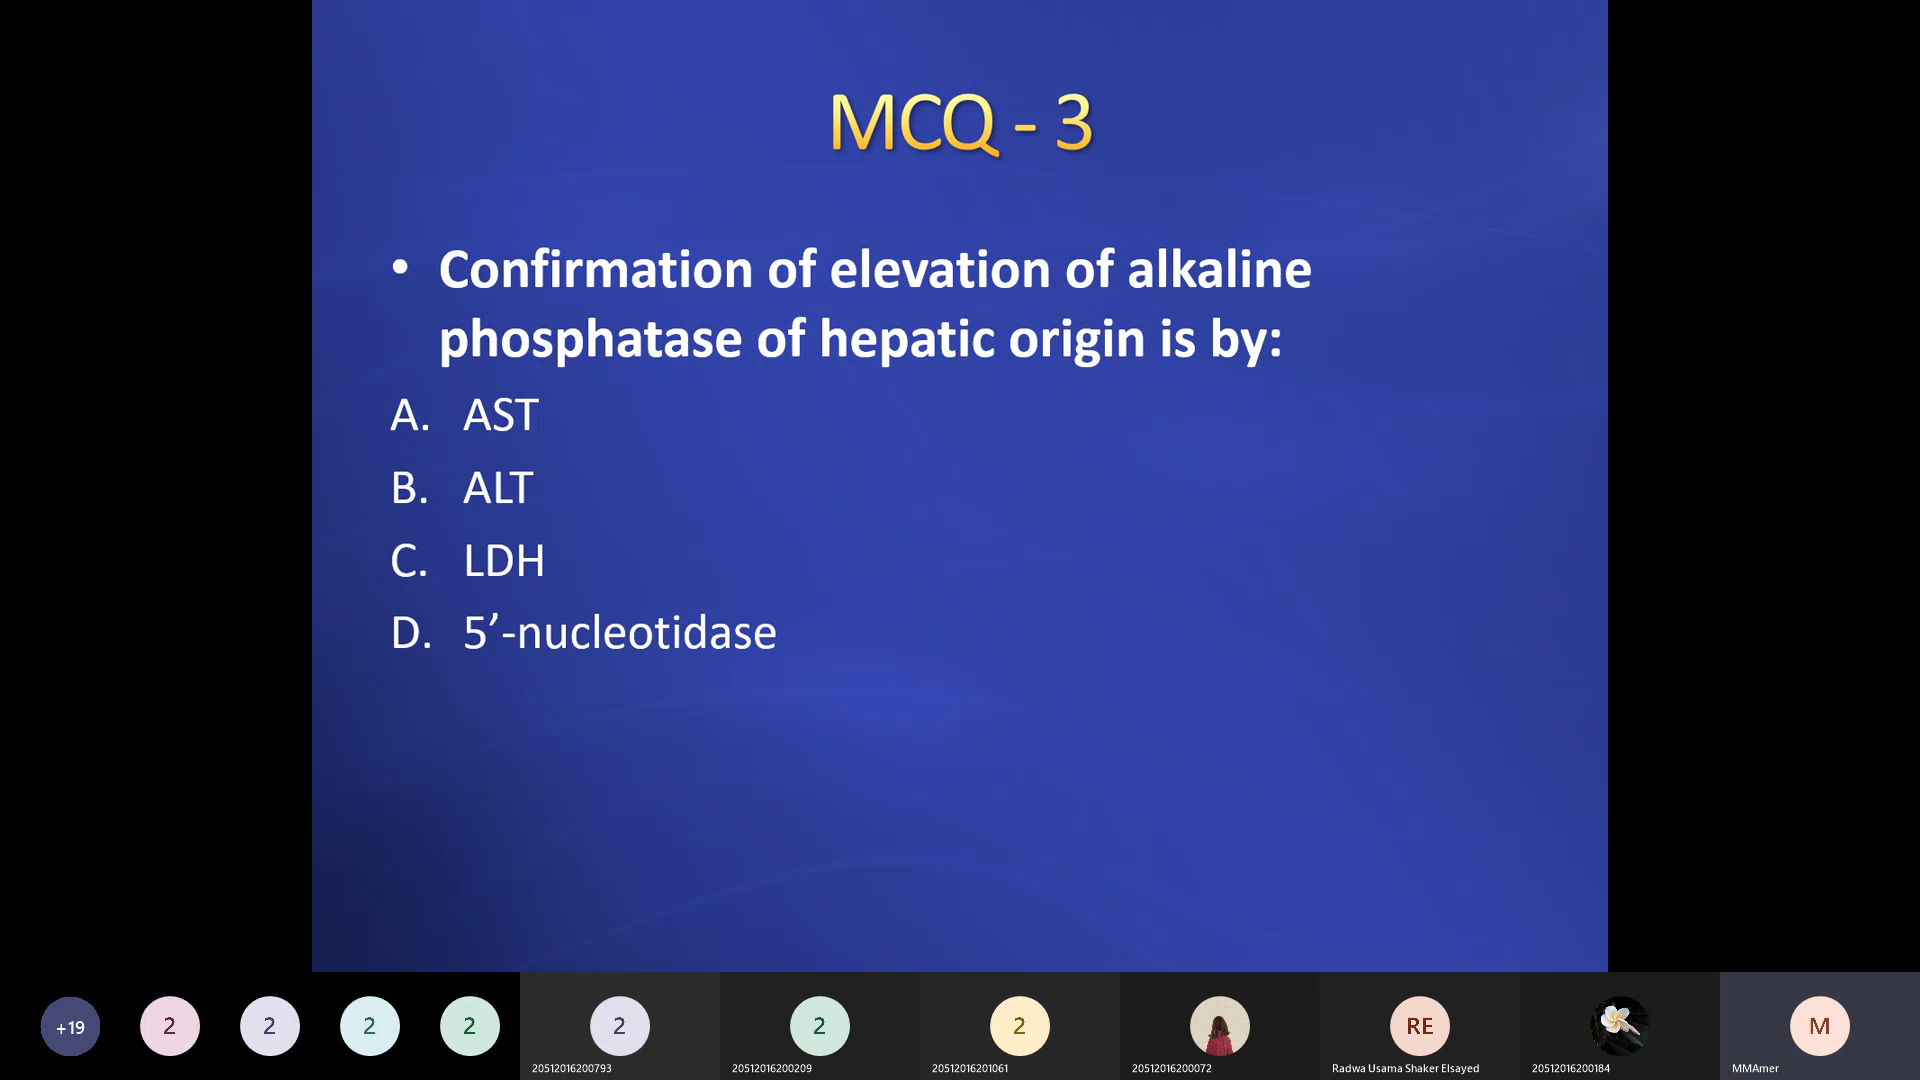 MCQ - 3
• Confirmation of elevation of alkaline
phosphatase of hepatic origin is by:
A. AST
B. ALT
C. LDH
D. 5’-nucleotidase
+19
2
2
2
2
2
20512016200793
2
20512016200209
2
20512016201061
20512016200072
RE
Radwa Usama Shaker Elsayed
20512016200184
M
MMAmer